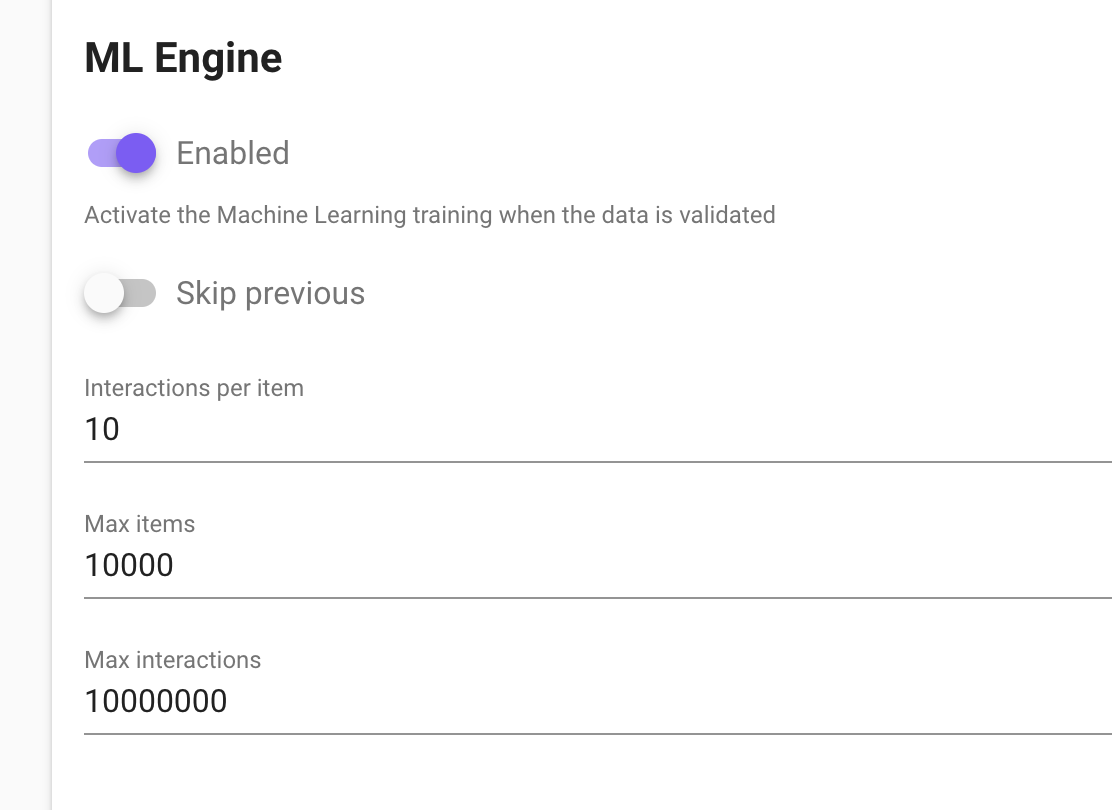 ML Engine
Enabled
Activate the Machine Learning training when the data is validated
Skip previous
Interactions per item
10
Max items
10000
Max interactions
10000000